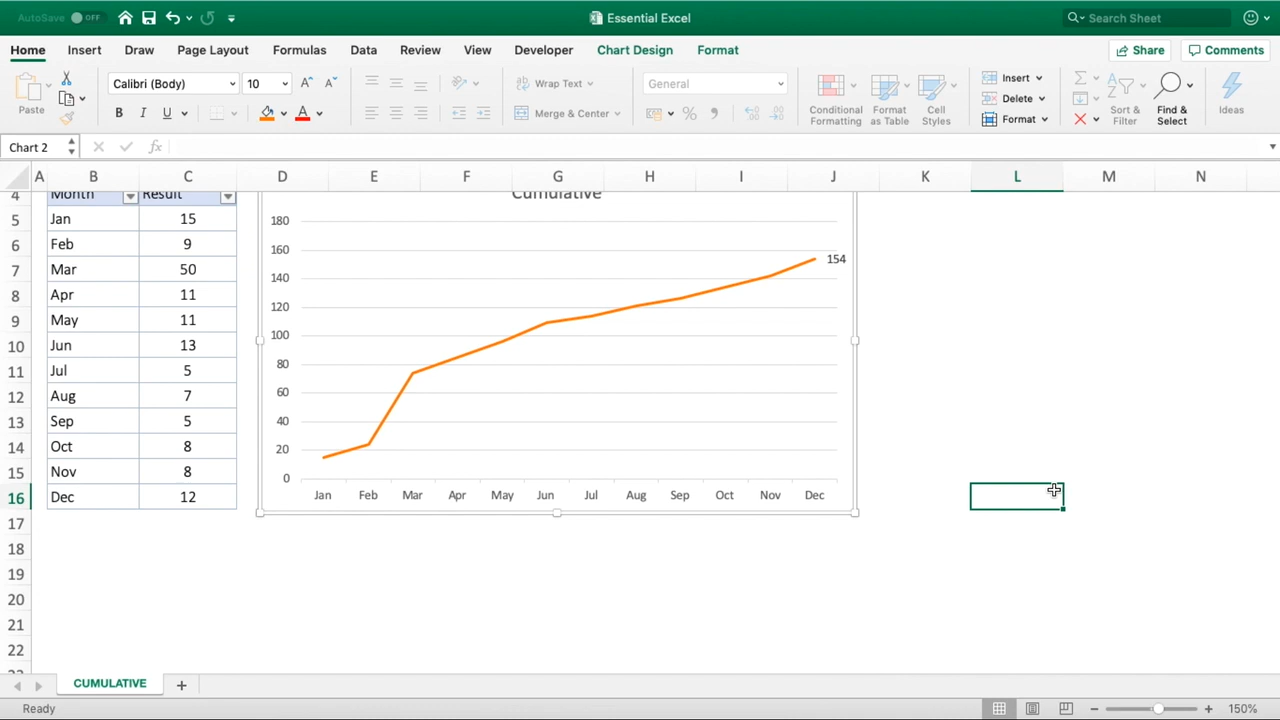 AutoSave OFF Essential Excel Search Sheet
Home Insert Draw Page Layout Formulas Data Review View Developer Chart Design Format Share Comments
Paste Calibri (Body) 10 Wrap Text General Insert
B I U Merge & Center Conditional Formatting Format as Table Cell Styles Delete Sort & Filter Find & Select Ideas
Format
Chart 2 fx
A B C D E F G H I J K L M N
4 Month Result Cumulative
5 Jan 15
6 Feb 9
7 Mar 50
8 Apr 11
9 May 11
10 Jun 13
11 Jul 5
12 Aug 7
13 Sep 5
14 Oct 8
15 Nov 8
16 Dec 12
17
18
19
20
21
22
23
180
160
154
140
120
100
80
60
40
20
0
Jan Feb Mar Apr May Jun Jul Aug Sep Oct Nov Dec
CUMULATIVE
Ready 150%